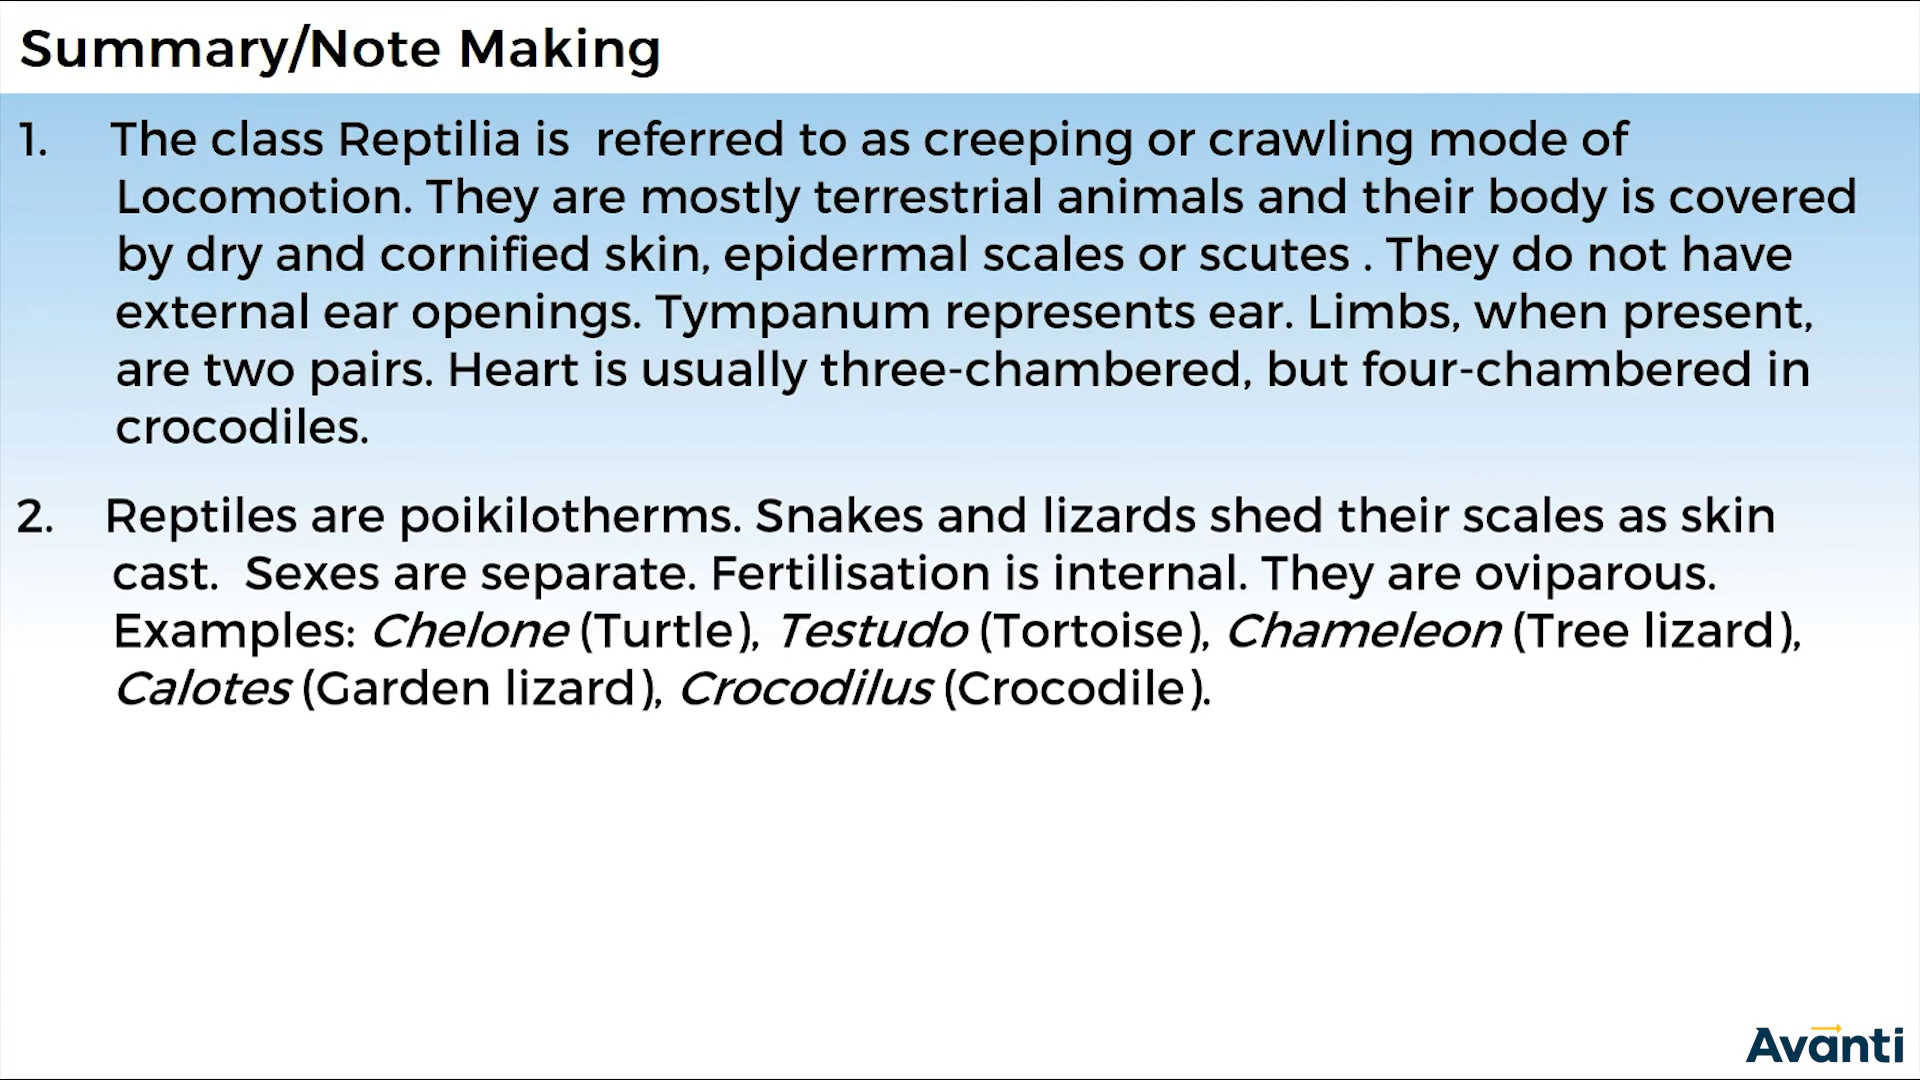 Summary/Note Making
1. The class Reptilia is referred to as creeping or crawling mode of
Locomotion. They are mostly terrestrial animals and their body is covered
by dry and cornified skin, epidermal scales or scutes . They do not have
external ear openings. Tympanum represents ear. Limbs, when present,
are two pairs. Heart is usually three-chambered, but four-chambered in
crocodiles.
2. Reptiles are poikilotherms. Snakes and lizards shed their scales as skin
cast. Sexes are separate. Fertilisation is internal. They are oviparous.
Examples: Chelone (Turtle), Testudo (Tortoise), Chameleon (Tree lizard),
Calotes (Garden lizard), Crocodilus (Crocodile).
Avanti